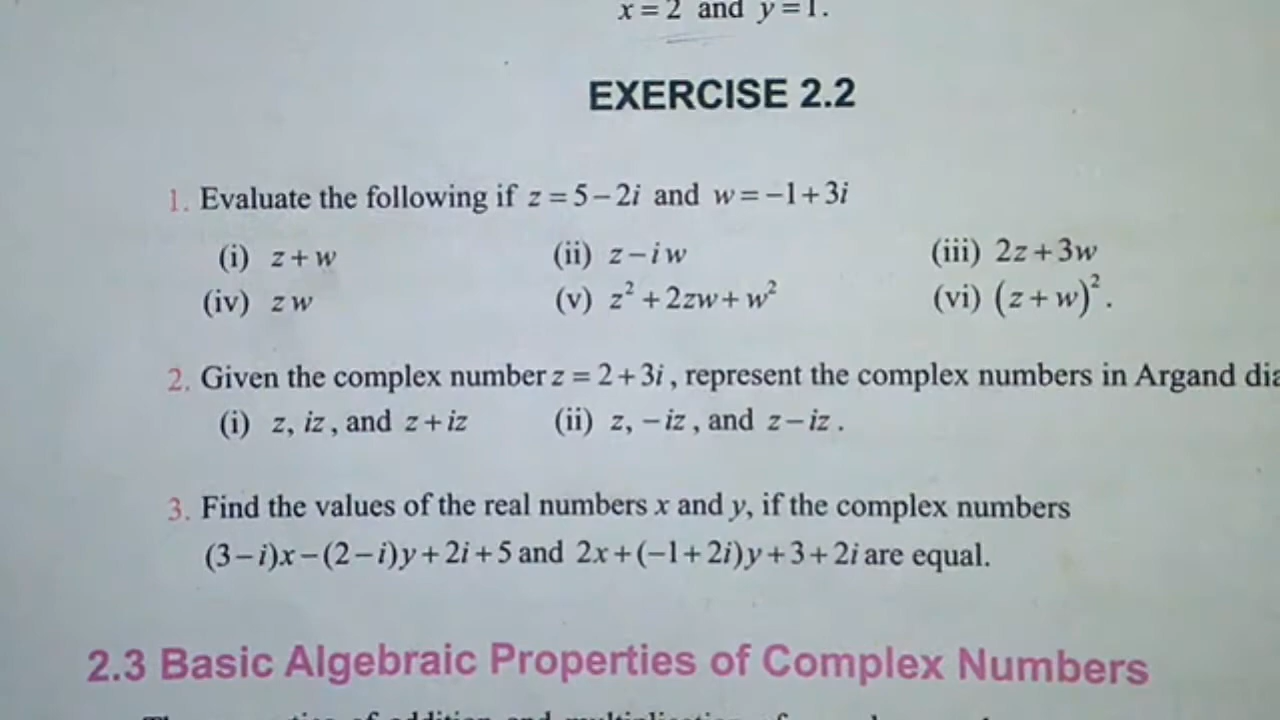 x = 2 and y = 1.
EXERCISE 2.2
1. Evaluate the following if z = 5 − 2i and w = −1 + 3i
(i) z + w (ii) z − i w (iii) 2z + 3w
(iv) z w (v) z² + 2zw + w² (vi) (z + w)².
2. Given the complex number z = 2 + 3i, represent the complex numbers in Argand
(i) z, iz, and z + iz (ii) z, −iz, and z − iz.
3. Find the values of the real numbers x and y, if the complex numbers
(3 − i)x − (2 − i)y + 2i + 5 and 2x + (−1 + 2i)y + 3 + 2i are equal.
2.3 Basic Algebraic Properties of Complex Numbers